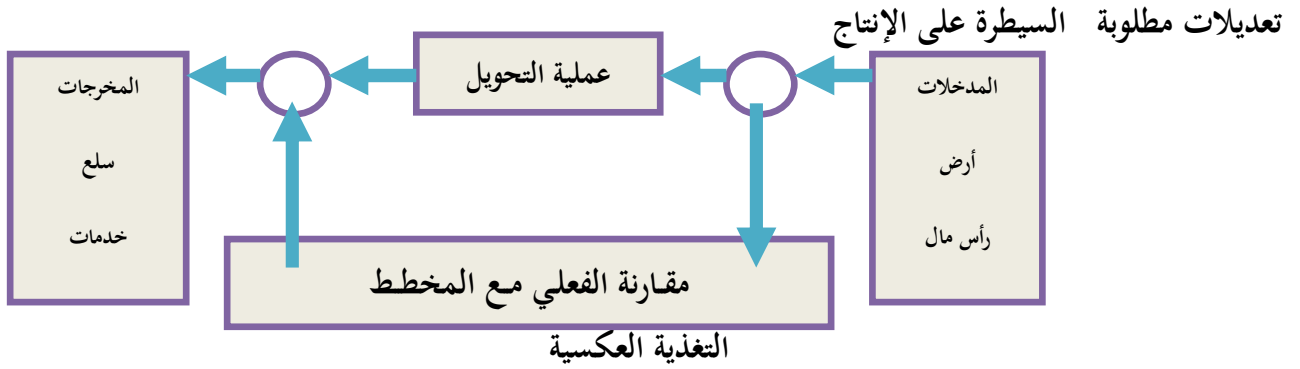 تعديلات مطلوبة السيطرة على الإنتاج
المدخلات
أرض
رأس مال
عملية التحويل
المخرجات
سلع
خدمات
مقارنة الفعلي مع المخطط
التغذية العكسية